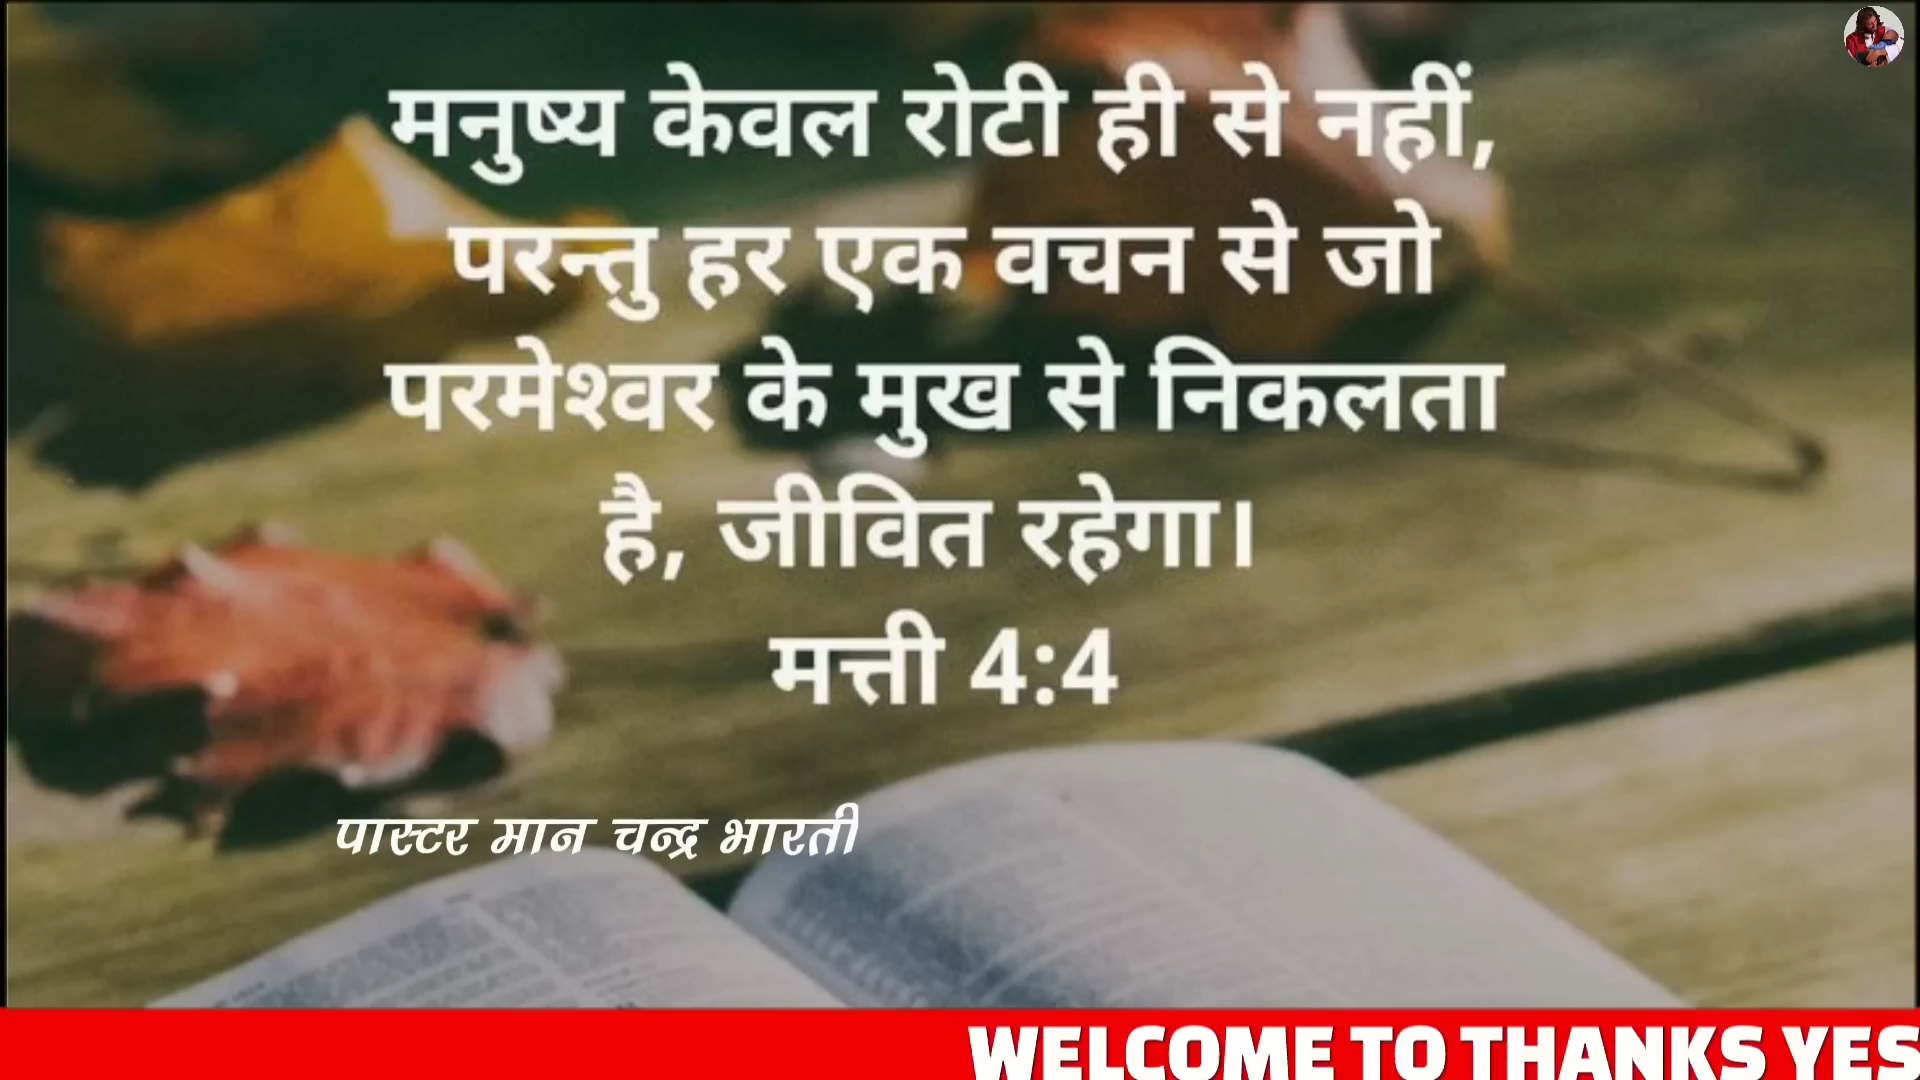 मनुष्य केवल रोटी ही से नहीं,
परन्तु हर एक वचन से जो
परमेश्वर के मुख से निकलता
है, जीवित रहेगा।
मत्ती 4:4
पास्टर मान चन्द्र भारती
WELCOME TO THANKS YES